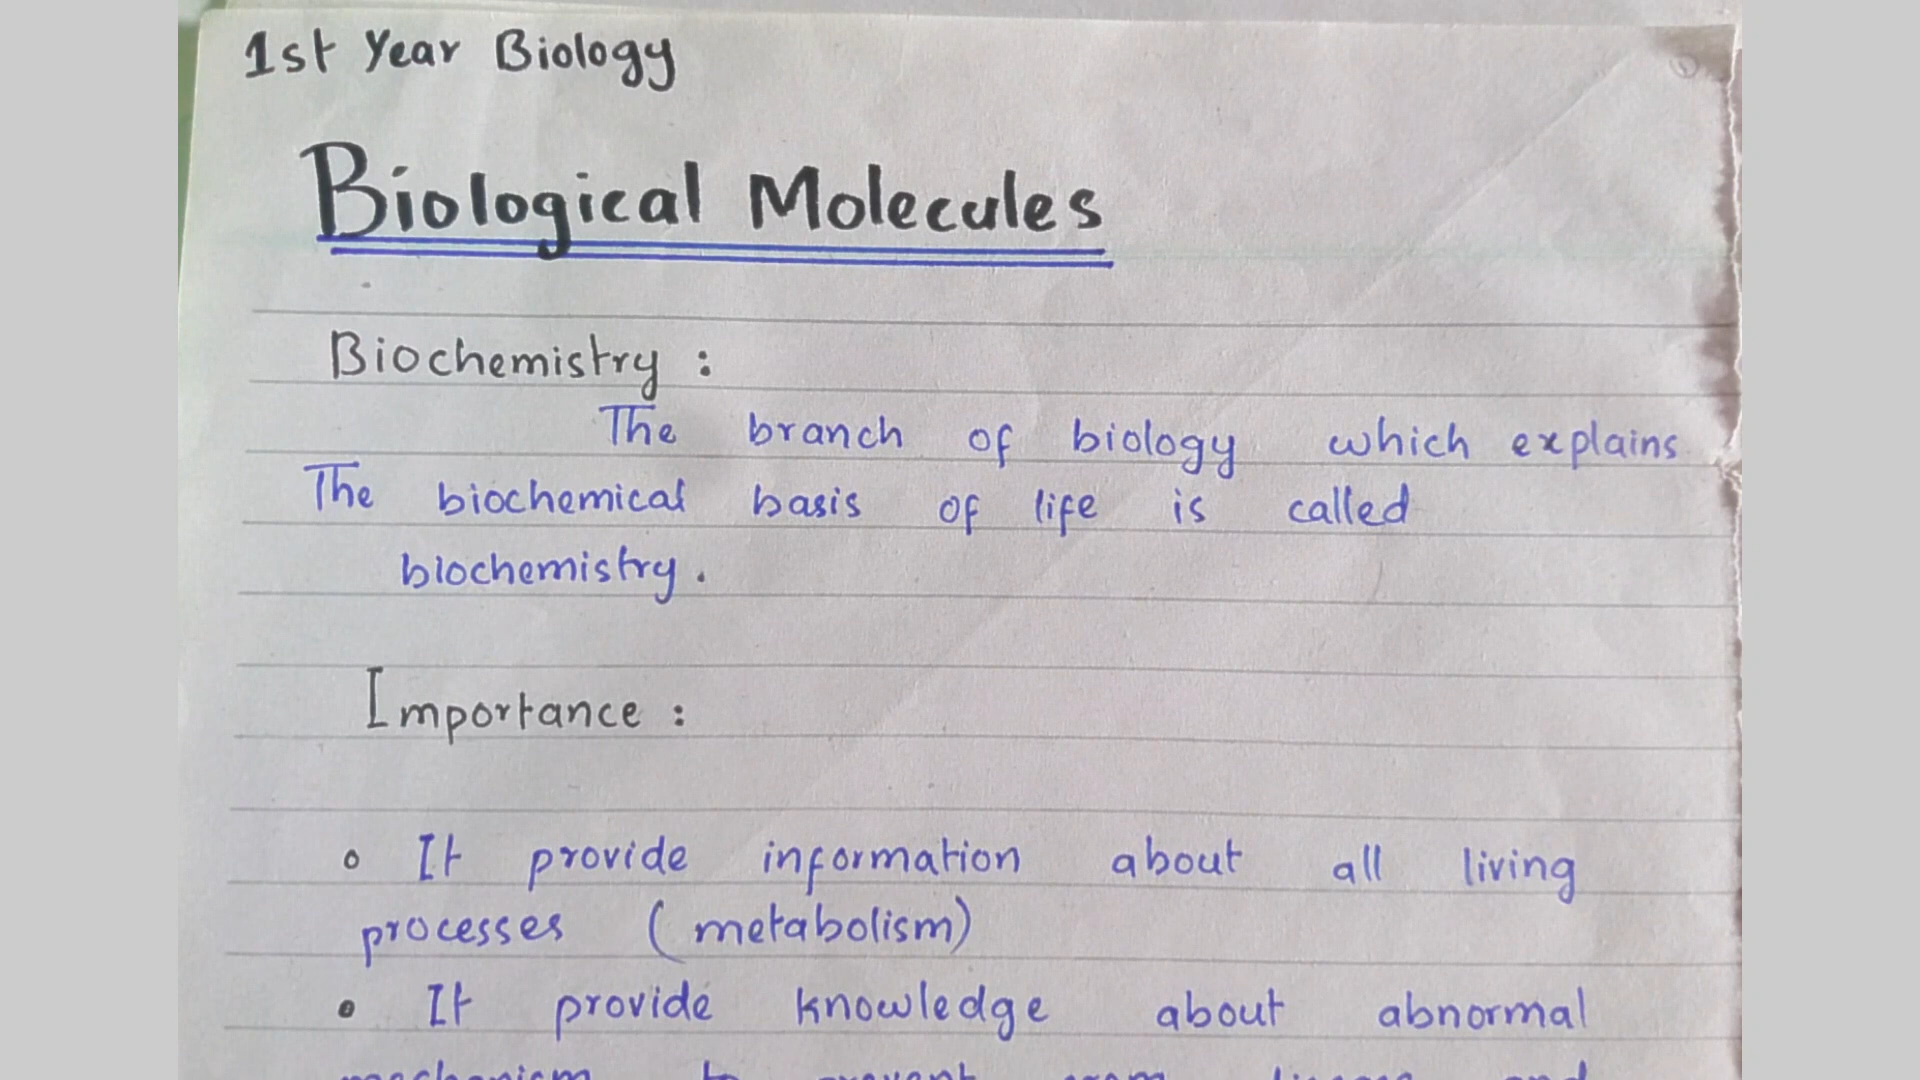 1st Year Biology
Biological Molecules
Biochemistry :
The branch of biology which explains
The biochemical basis of life is called
biochemistry .
Importance :
o It provide information about all living
processes (metabolism)
o It provide knowledge about abnormal